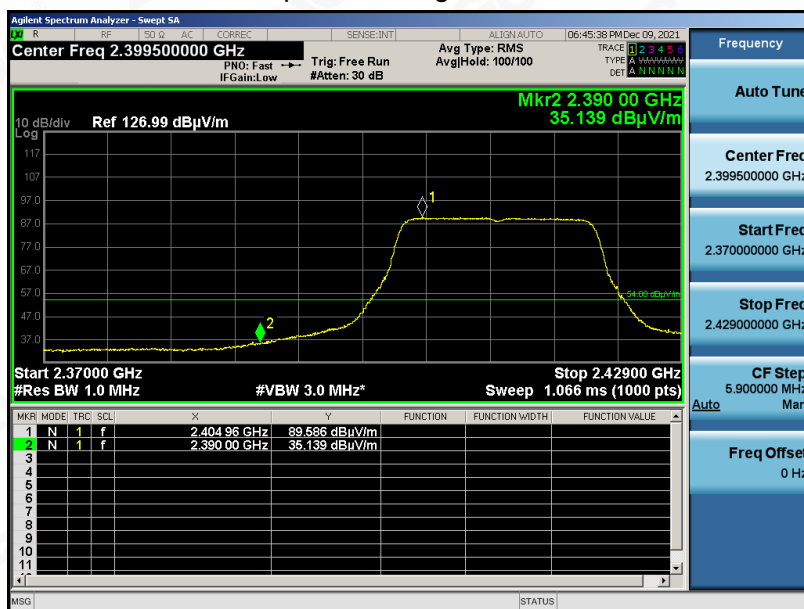 Agilent Spectrum Analyzer - Swept SA
LXI R RF 50 Ω AC CORREC SENSE:INT ALIGN AUTO 06:45:38 PM Dec 09, 2021
Center Freq 2.399500000 GHz
PNO: Fast
IFGain:Low
Trig: Free Run
#Atten: 30 dB
Avg Type: RMS
Avg|Hold: 100/100
TRACE 1 2 3 4 5 6
TYPE A WWWWW
DET A N N N N N
Mkr2 2.390 00 GHz
35.139 dBµV/m
10 dB/div Ref 126.99 dBµV/m
Log
117
107
97.0
87.0
77.0
67.0
57.0
47.0
37.0
1
2
54.00 dBµV/m
Start 2.37000 GHz Stop 2.42900 GHz
#Res BW 1.0 MHz #VBW 3.0 MHz* Sweep 1.066 ms (1000 pts)
MKR MODE TRC SCL X Y FUNCTION FUNCTION WIDTH FUNCTION VALUE
1 N 1 f 2.404 96 GHz 89.586 dBµV/m
2 N 1 f 2.390 00 GHz 35.139 dBµV/m
3
4
5
6
7
8
9
10
11
MSG STATUS
Frequency
Auto Tune
Center Freq
2.399500000 GHz
Start Freq
2.370000000 GHz
Stop Freq
2.429000000 GHz
CF Step
5.900000 MHz
Auto Man
Freq Offset
0 Hz